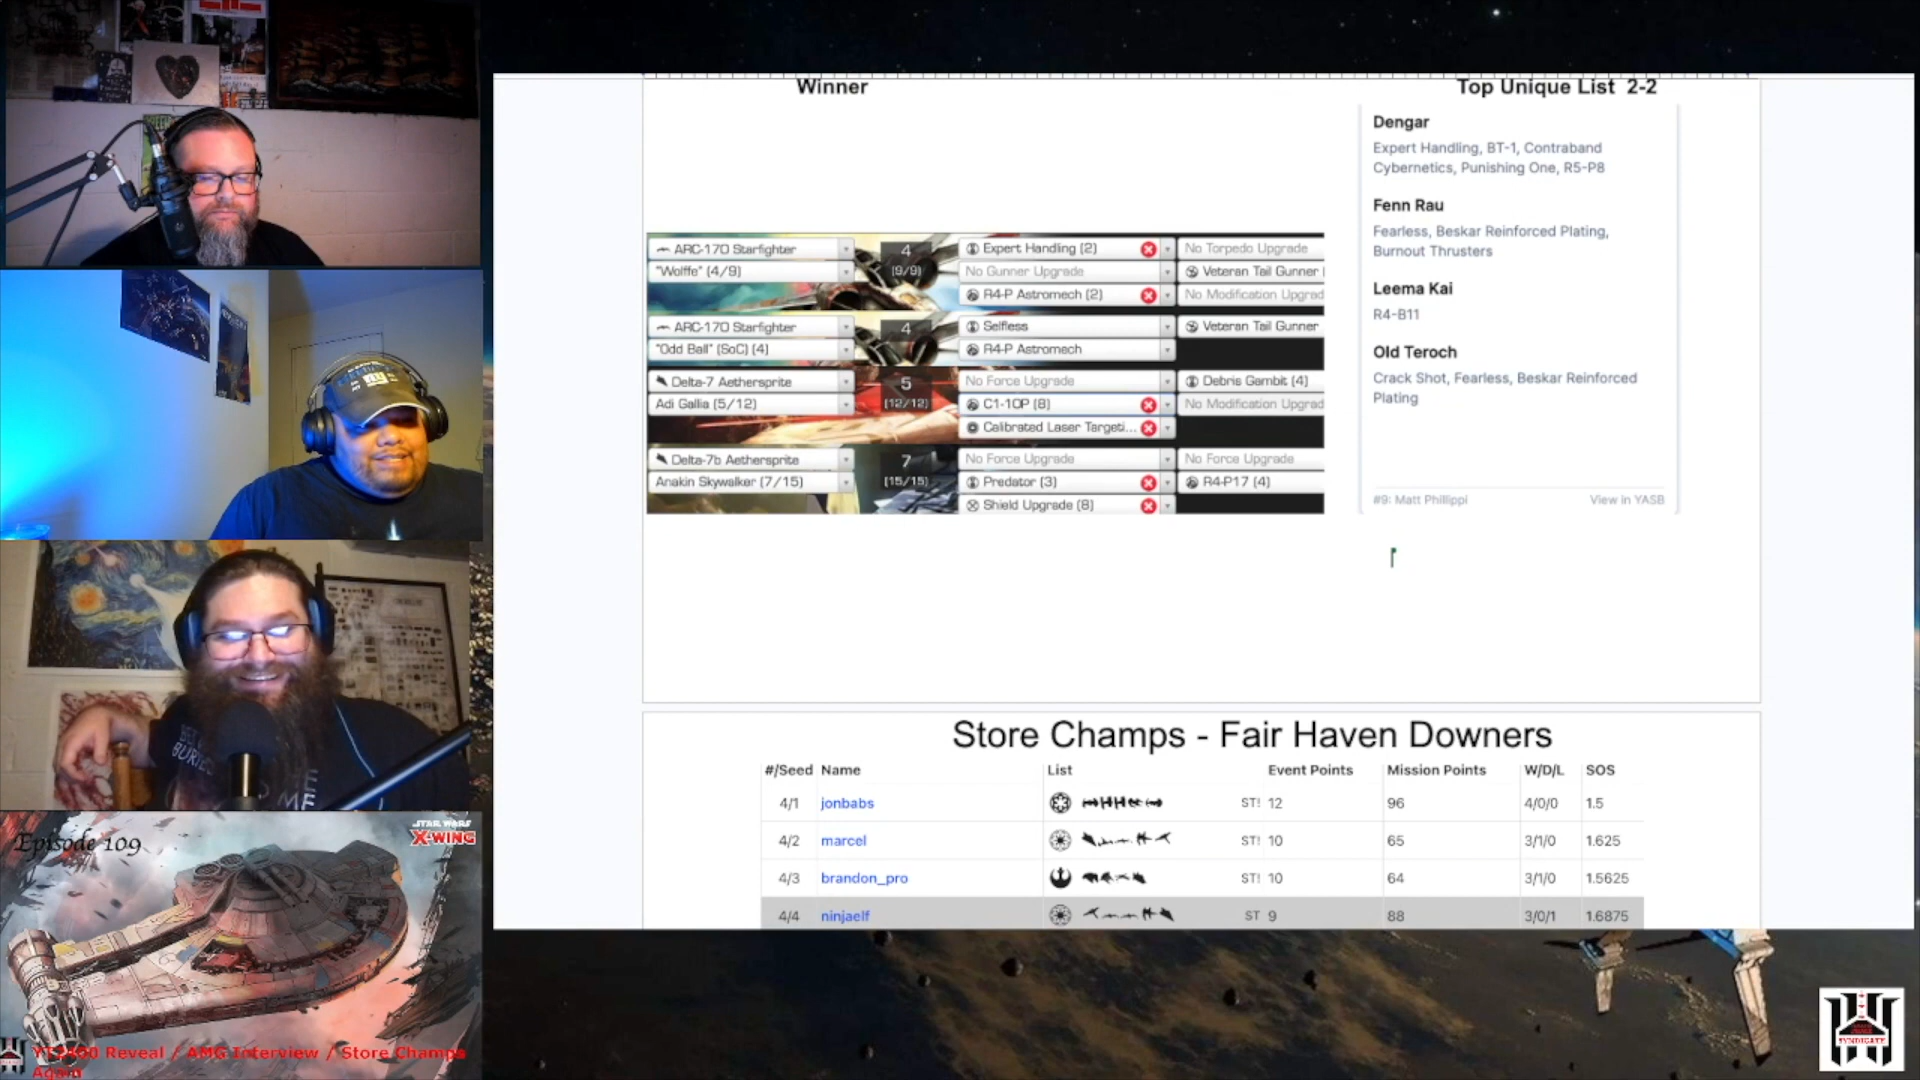 Winner
Top Unique List 2-2
ARC-170 Starfighter
4
Expert Handling (2)
No Torpedo Upgrade
"Wolffe" (4/9)
(9/9)
No Gunner Upgrade
Veteran Tail Gunner
R4-P Astromech (2)
No Modification Upgrad
ARC-170 Starfighter
4
Selfless
Veteran Tail Gunner
"Odd Ball" (SoC) (4)
R4-P Astromech
Delta-7 Aethersprite
5
No Force Upgrade
Debris Gambit (4)
Adi Gallia (5/12)
(12/12)
C1-10P (8)
No Modification Upgrad
Calibrated Laser Targeti...
Delta-7b Aethersprite
7
No Force Upgrade
No Force Upgrade
Anakin Skywalker (7/15)
(15/15)
Predator (3)
R4-P17 (4)
Shield Upgrade (8)
Dengar
Expert Handling, BT-1, Contraband
Cybernetics, Punishing One, R5-P8
Fenn Rau
Fearless, Beskar Reinforced Plating,
Burnout Thrusters
Leema Kai
R4-B11
Old Teroch
Crack Shot, Fearless, Beskar Reinforced
Plating
#9: Matt Phillippi
View in YASB
Store Champs - Fair Haven Downers
#/Seed Name List Event Points Mission Points W/D/L SOS
4/1 jonbabs ST! 12 96 4/0/0 1.5
4/2 marcel ST! 10 65 3/1/0 1.625
4/3 brandon_pro ST! 10 64 3/1/0 1.5625
4/4 ninjaelf ST 9 88 3/0/1 1.6875
Episode 109
STAR WARS
X-WING
YT2400 Reveal / AMG Interview / Store Champs
Again
SYNDICATE